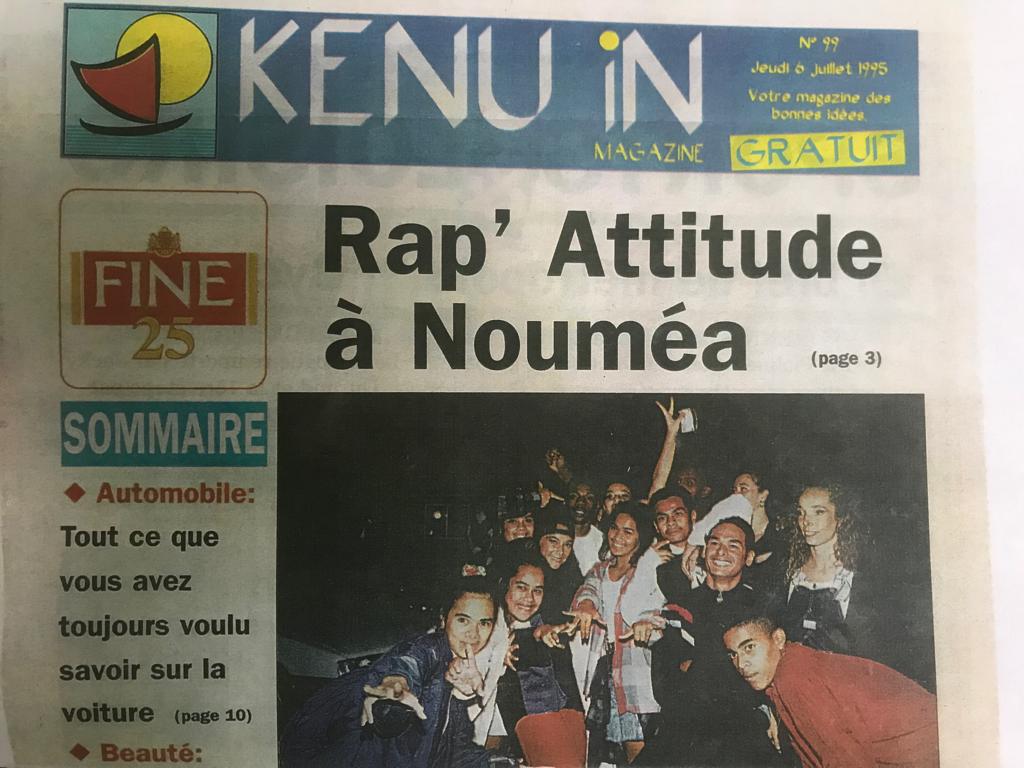 KENU iN
MAGAZINE
N° 99
Jeudi 6 juillet 1995
Votre magazine des
bonnes idées.
GRATUIT
FINE
25
Rap' Attitude
à Nouméa
(page 3)
SOMMAIRE
◆ Automobile:
Tout ce que
vous avez
toujours voulu
savoir sur la
voiture (page 10)
◆ Beauté: